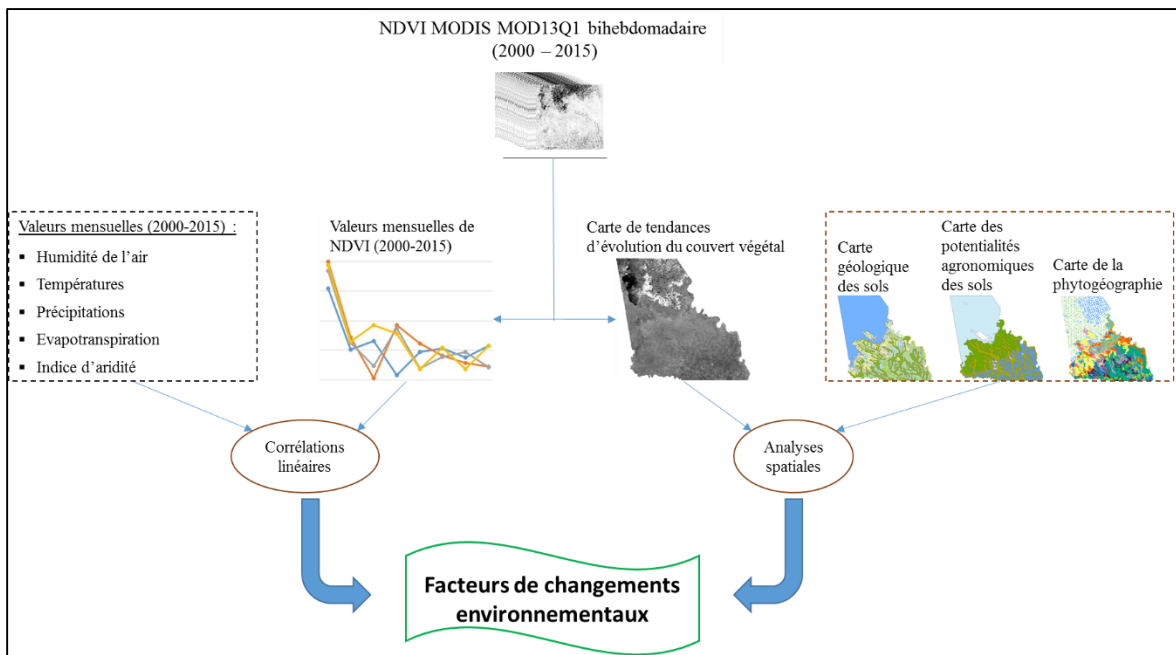 NDVI MODIS MOD13Q1 bihebdomadaire
(2000 – 2015)
Valeurs mensuelles (2000-2015) :
▪ Humidité de l’air
▪ Températures
▪ Précipitations
▪ Evapotranspiration
▪ Indice d’aridité
Valeurs mensuelles de
NDVI (2000-2015)
Carte de tendances
d’évolution du couvert végétal
Carte
géologique
des sols
Carte des
potentialités
agronomiques
des sols
Carte de la
phytogéographie
Corrélations
linéaires
Analyses
spatiales
Facteurs de changements
environnementaux